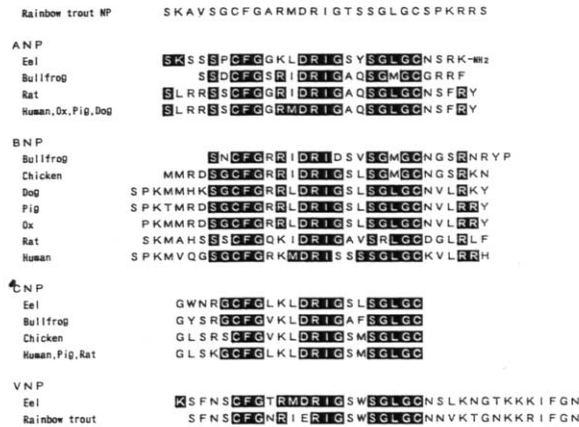 Rainbow trout NP SKAVSGCFGARMDRIGTSSGLGCSPKRRS
ANP
Eel SKSSSPCFGGKLDRIGSYSGLGCNSRK-NH2
Bullfrog SSDCFGSRIDRIGAQSGMGCGRRF
Rat SLRRSSCFGGRIDRIGAQSGLGCNSFRY
Human,Ox,Pig,Dog SLRRSSCFGGRMDRIGAQSGLGCNSFRY
BNP
Bullfrog SNCFGRRIDRIDSVSGMGCNGSRNRYP
Chicken MMRDSGCFGRRIDRIGSLSGMGCNGSRKN
Dog SPKMMHKSGCFGRRLDRIGSLSGLGCNVLRKY
Pig SPKTMRDSGCFGRRLDRIGSLSGLGCNVLRRY
Ox PKMMRDSGCFGRRLDRIGSLSGLGCNVLRRY
Rat SKMAHSSSCFGQKIDRIGAVSRLGCDGLRLF
Human SPKMVQGSGCFGRKMDRISSSSGLGCKVLRRH
CNP
Eel GWNRGCFGLKLDRIGSLSGLGC
Bullfrog GYSRGCFGVKLDRIGAFSGLGC
Chicken GLSRSCFGVKLDRIGSMSGLGC
Human,Pig,Rat GLSKGCFGLKLDRIGSMSGLGC
VNP
Eel KSFNSCFGTRMDRIGSWSGLGCNSLKNGTKKKIFGN
Rainbow trout SFNSCFGNRIERIGSWSGLGCNNVKTGNKKRIFGN